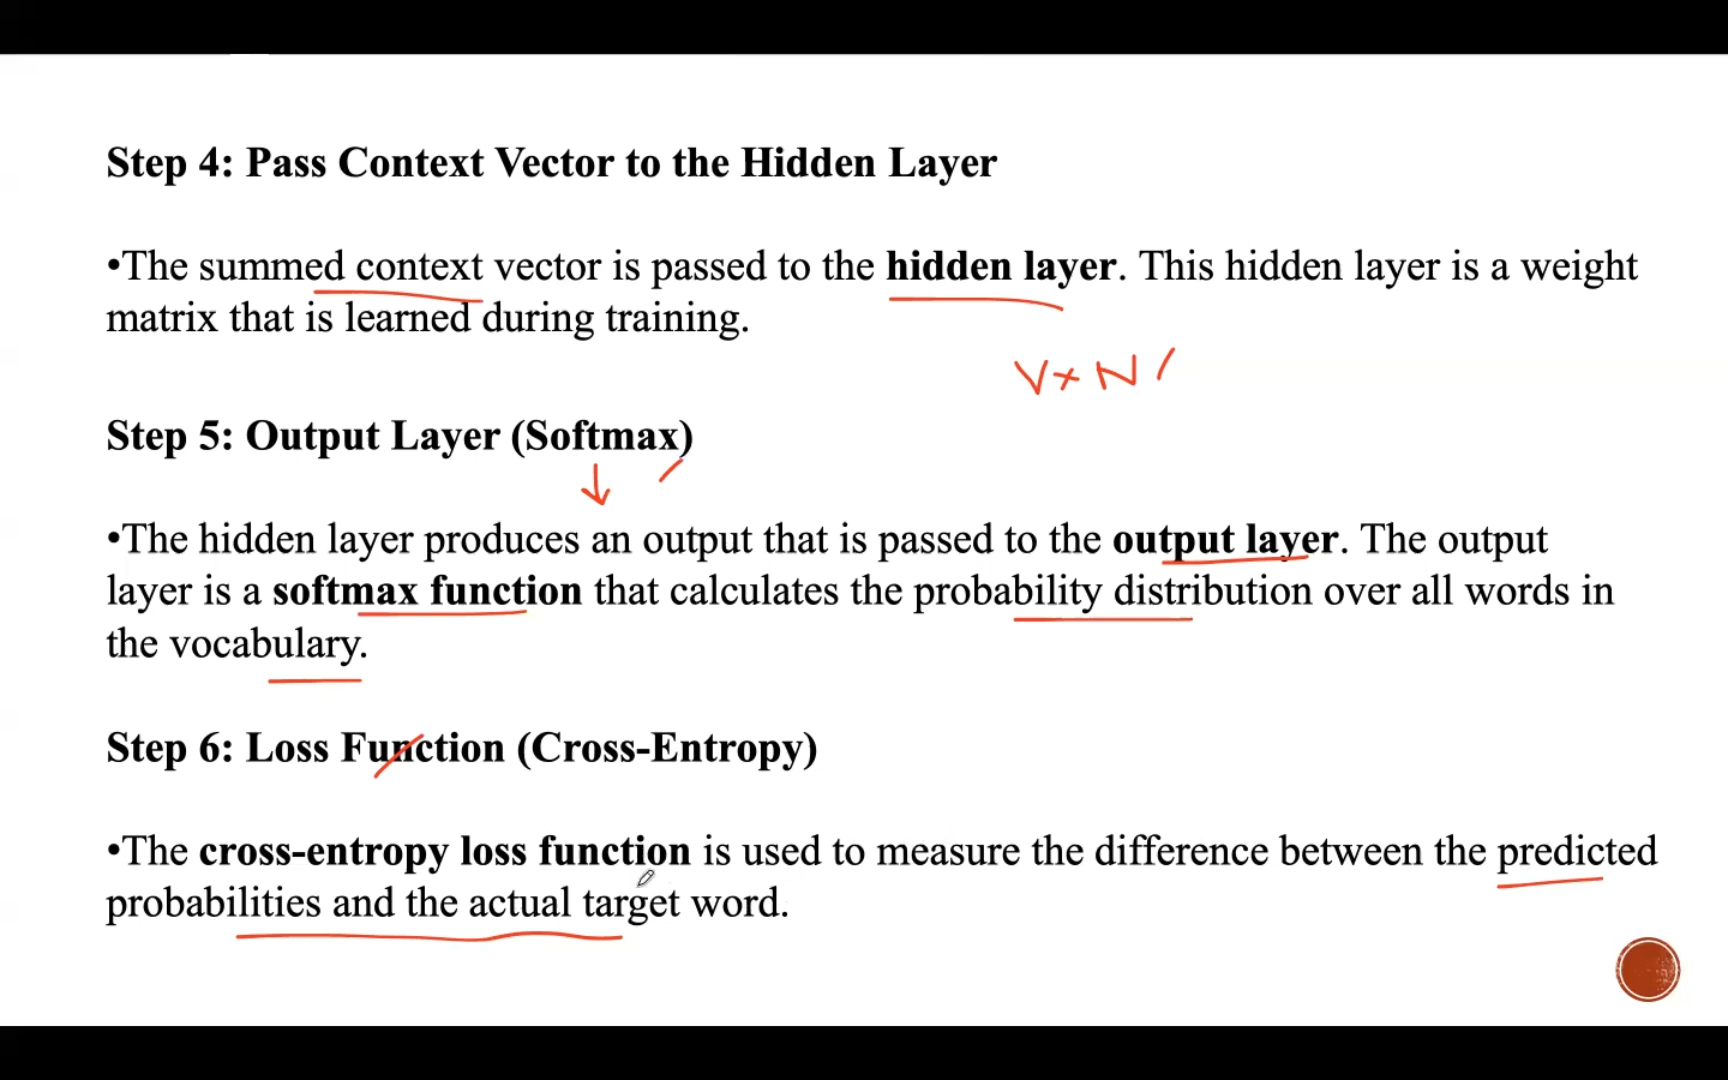 Step 4: Pass Context Vector to the Hidden Layer
•The summed context vector is passed to the hidden layer. This hidden layer is a weight
matrix that is learned during training.
V×N
Step 5: Output Layer (Softmax)
•The hidden layer produces an output that is passed to the output layer. The output
layer is a softmax function that calculates the probability distribution over all words in
the vocabulary.
Step 6: Loss Function (Cross-Entropy)
•The cross-entropy loss function is used to measure the difference between the predicted
probabilities and the actual target word.